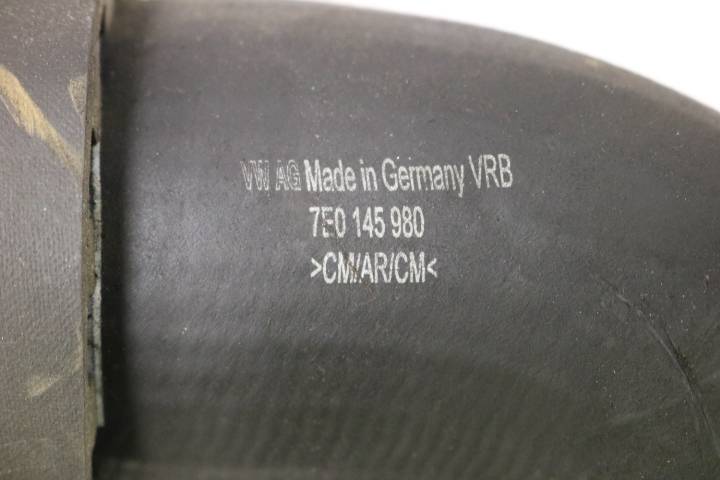 VW AG Made in Germany VRB
7E0 145 980
>CM/AR/CM<